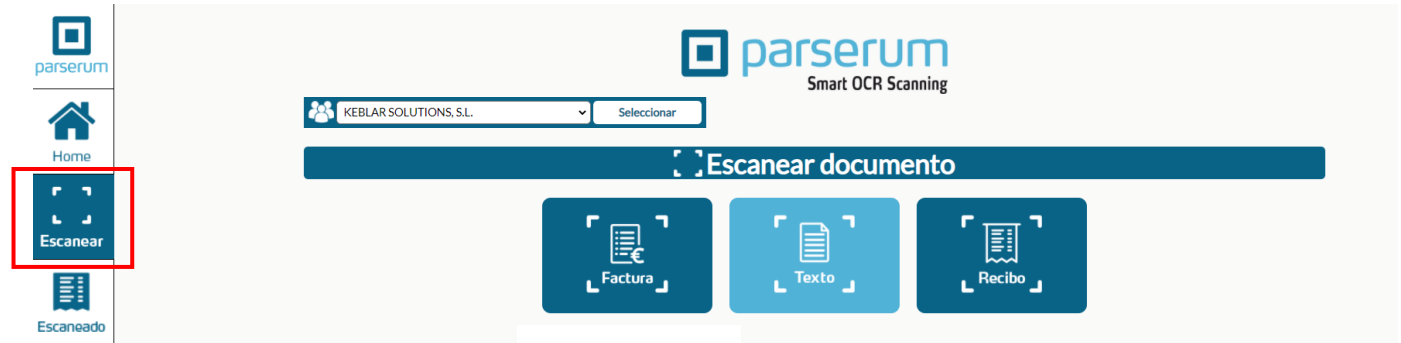 parserum
Home
Escanear
Escaneado
parserum
Smart OCR Scanning
KEBLAR SOLUTIONS, S.L.
Seleccionar
Escanear documento
Factura
Texto
Recibo